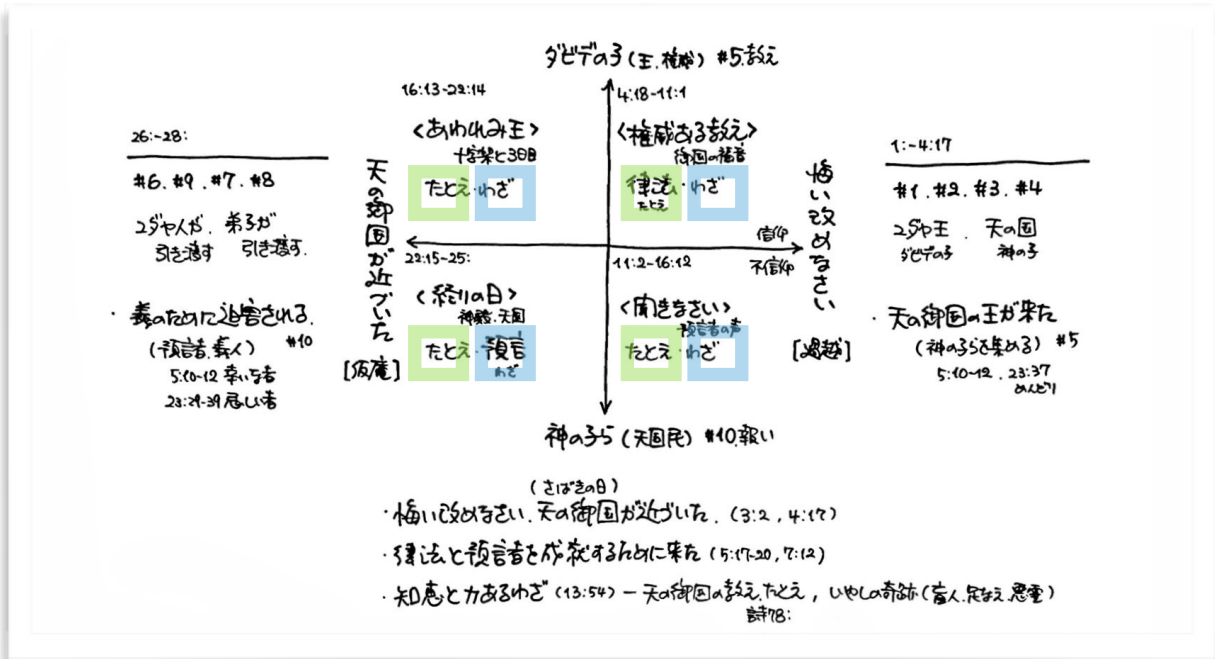 ダビデの子 (王、権威) #5.教え
16:13-22:14
4:18-11:1
<あわれみ王>
十字架と3日目
たとえ・わざ
<権威ある教え>
御国の福音
律法・わざ
たとえ
26:-28:
#6. #9. #7. #8
ユダヤ人が、弟子が
引き渡す 引き渡す.
・義のために迫害される.
(預言者、義人) #10
5:10-12 幸いな者
23:29-39 忌しい者
天の御国が近づいた
[仮庵]
悔い改めなさい
[過越]
1:-4:17
#1. #2. #3. #4
ユダヤ王 . 天の国
ダビデの子 神の子
・天の御国の王が来た
(神の子らを集める) #5
5:10-12 . 23:37
めんどり
信仰
不信仰
22:15-25:
<終りの日>
神殿・天国
たとえ・預言
わざ
11:2-16:12
<聞きなさい>
預言者の声
たとえ・わざ
神の子ら (天国民) #10.報い
(さばきの日)
・悔い改めなさい、天の御国が近づいた. (3:2, 4:17)
・律法と預言者を成就するために来た (5:17-20, 7:12)
・知恵と力あるわざ (13:54) ー 天の御国の教え、たとえ, いやしの奇跡 (盲人、足なえ、悪霊)
詩78: